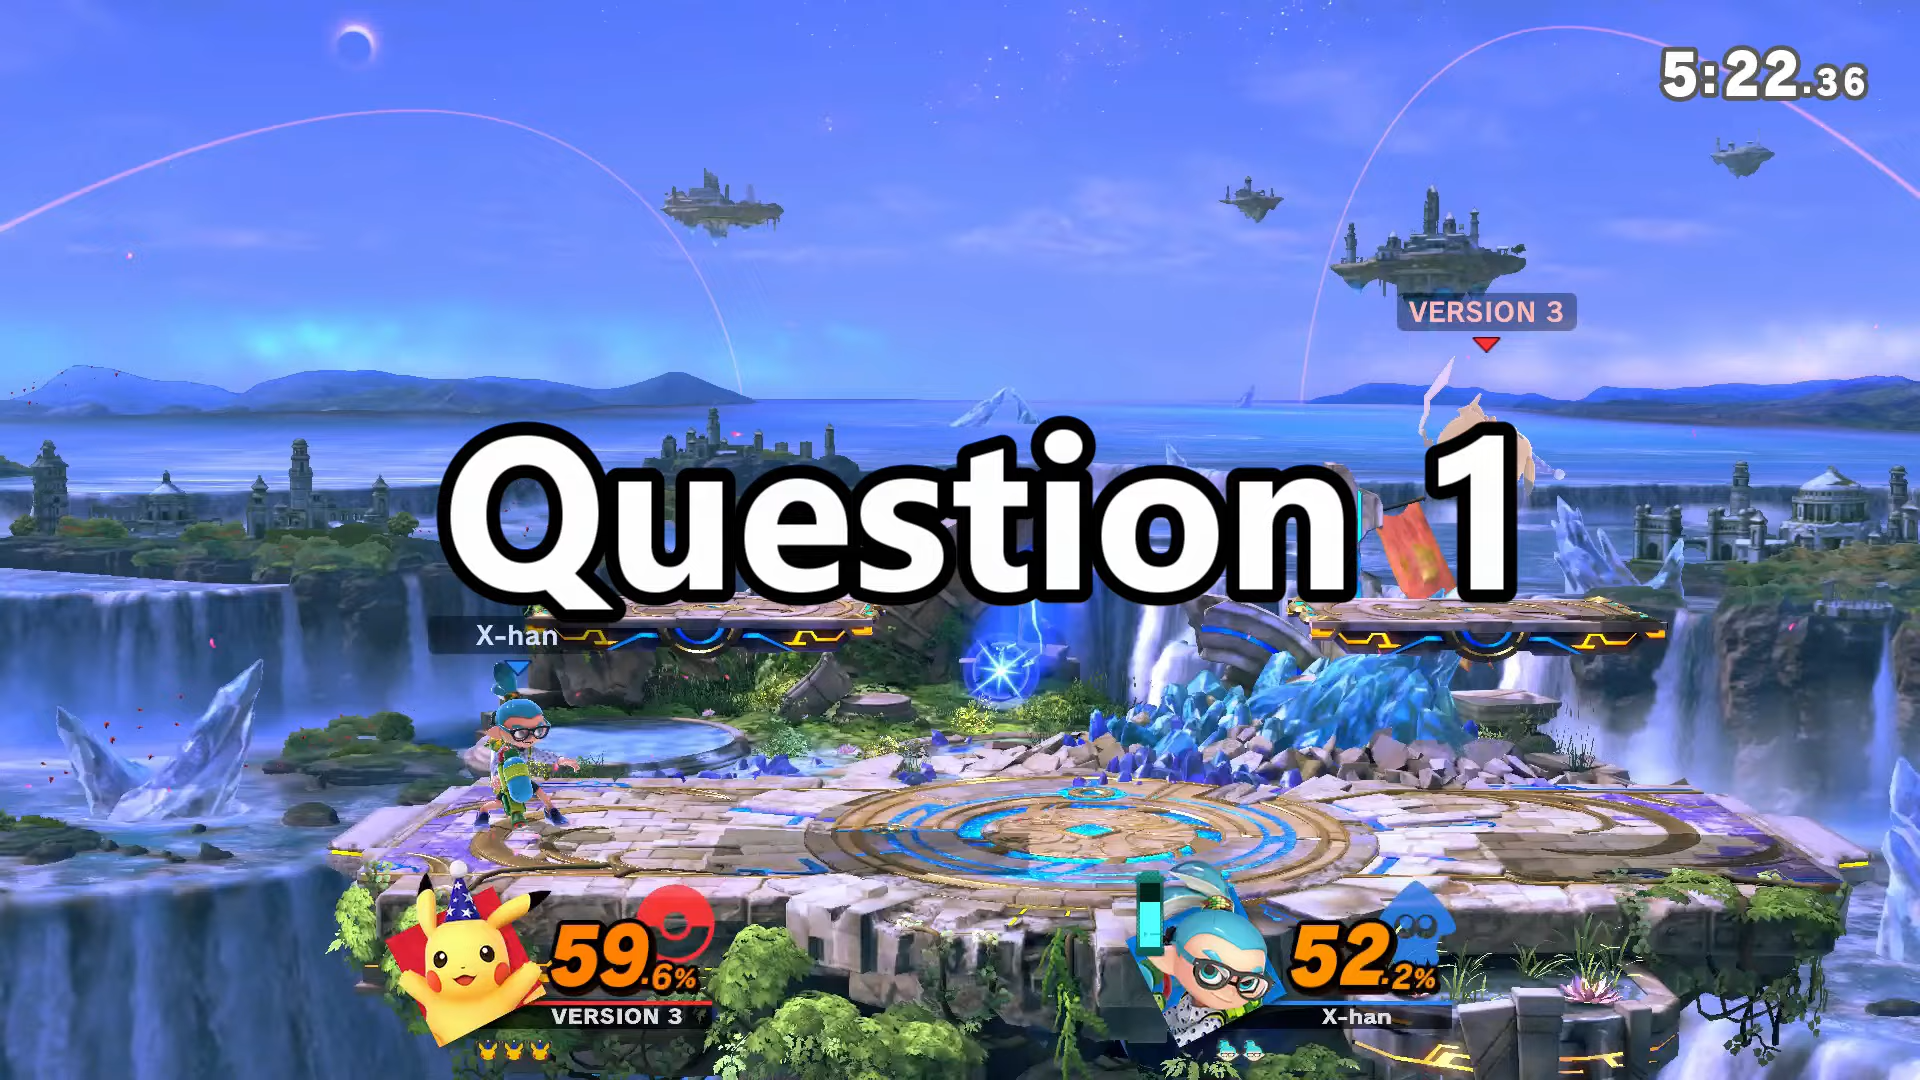 5:22.36
VERSION 3
Question 1
X-han
59.6%
VERSION 3
52.2%
X-han